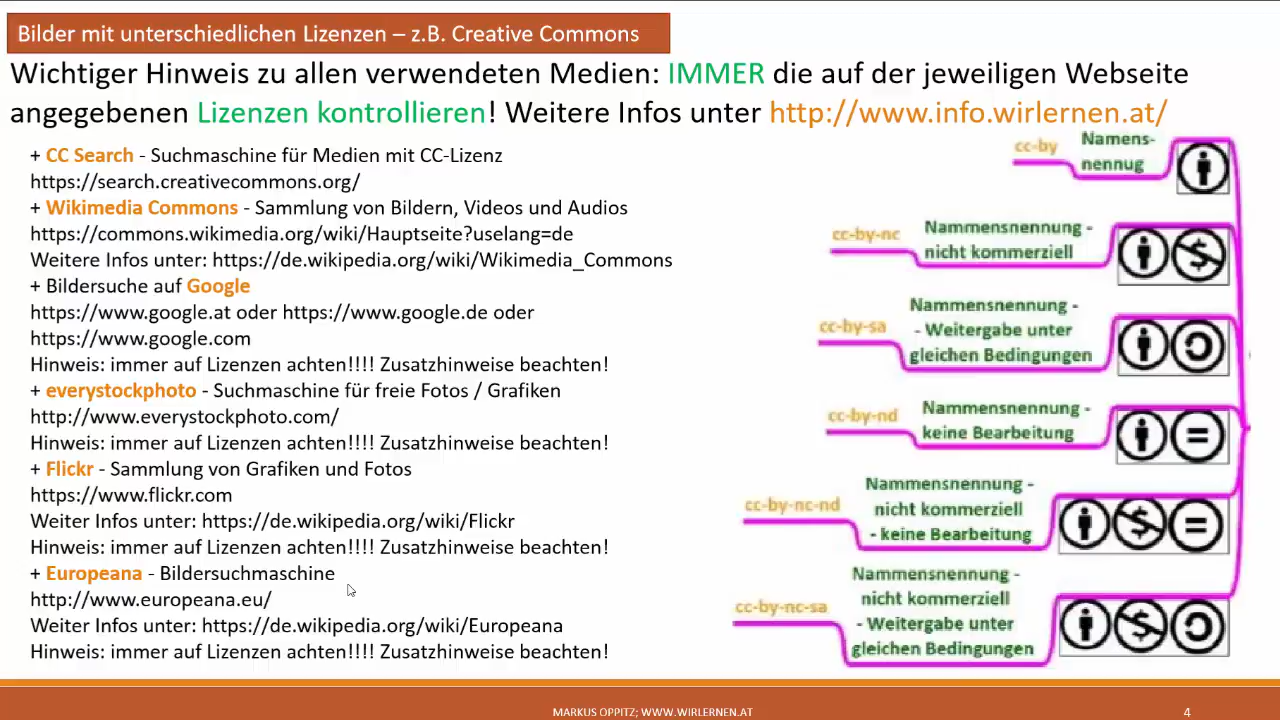 Bilder mit unterschiedlichen Lizenzen – z.B. Creative Commons
Wichtiger Hinweis zu allen verwendeten Medien: IMMER die auf der jeweiligen Webseite
angegebenen Lizenzen kontrollieren! Weitere Infos unter http://www.info.wirlernen.at/
+ CC Search - Suchmaschine für Medien mit CC-Lizenz
https://search.creativecommons.org/
+ Wikimedia Commons - Sammlung von Bildern, Videos und Audios
https://commons.wikimedia.org/wiki/Hauptseite?uselang=de
Weitere Infos unter: https://de.wikipedia.org/wiki/Wikimedia_Commons
+ Bildersuche auf Google
https://www.google.at oder https://www.google.de oder
https://www.google.com
Hinweis: immer auf Lizenzen achten!!!! Zusatzhinweise beachten!
+ everystockphoto - Suchmaschine für freie Fotos / Grafiken
http://www.everystockphoto.com/
Hinweis: immer auf Lizenzen achten!!!! Zusatzhinweise beachten!
+ Flickr - Sammlung von Grafiken und Fotos
https://www.flickr.com
Weiter Infos unter: https://de.wikipedia.org/wiki/Flickr
Hinweis: immer auf Lizenzen achten!!!! Zusatzhinweise beachten!
+ Europeana - Bildersuchmaschine
http://www.europeana.eu/
Weiter Infos unter: https://de.wikipedia.org/wiki/Europeana
Hinweis: immer auf Lizenzen achten!!!! Zusatzhinweise beachten!
cc-by
Namens-
nennug
cc-by-nc
Nammensnennung -
nicht kommerziell
cc-by-sa
Nammensnennung -
- Weitergabe unter
gleichen Bedingungen
cc-by-nd
Nammensnennung -
keine Bearbeitung
cc-by-nc-nd
Nammensnennung -
nicht kommerziell
- keine Bearbeitung
cc-by-nc-sa
Nammensnennung -
nicht kommerziell
- Weitergabe unter
gleichen Bedingungen
MARKUS OPPITZ; WWW.WIRLERNEN.AT
4